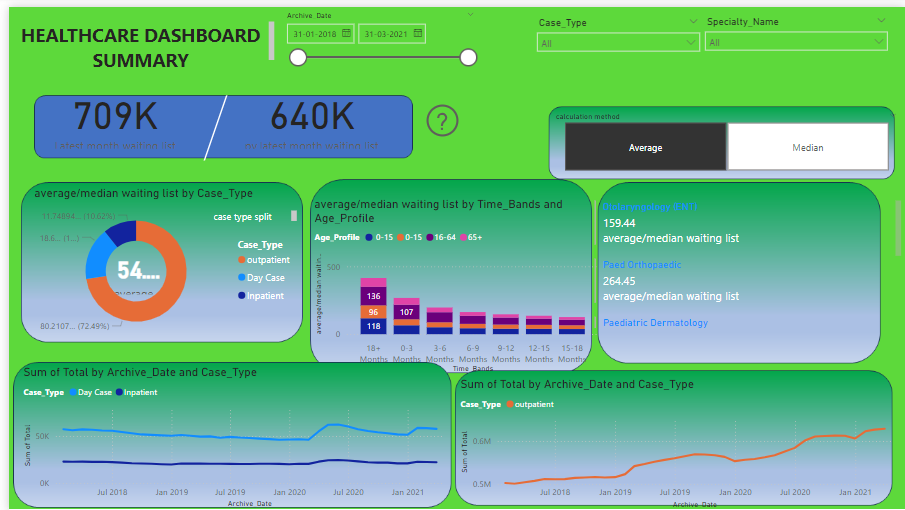 HEALTHCARE DASHBOARD
SUMMARY
Archive_Date
31-01-2018
31-03-2021
Case_Type
All
Specialty_Name
All
709K
Latest month waiting list
640K
py latest month waiting list
?
calculation method
Average
Median
average/median waiting list by Case_Type
11.74894... (10.62%)
18.6... (1...)
54....
average
80.2107... (72.49%)
case type split
Case_Type
outpatient
Day Case
Inpatient
average/median waiting list by Time_Bands and
Age_Profile
Age_Profile 0-15 0-15 16-64 65+
average/median waitin...
500
0
136
96
118
107
18+ 0-3 3-6 6-9 9-12 12-15 15-18
Months Months Months Months Months Months Months
Time_Bands
159.44
average/median waiting list
Paed Orthopaedic
264.45
average/median waiting list
Paediatric Dermatology
Sum of Total by Archive_Date and Case_Type
Case_Type Day Case Inpatient
Sum of Total
50K
0K
Jul 2018 Jan 2019 Jul 2019 Jan 2020 Jul 2020 Jan 2021
Archive_Date
Sum of Total by Archive_Date and Case_Type
Case_Type outpatient
Sum of Total
0.6M
0.5M
Jul 2018 Jan 2019 Jul 2019 Jan 2020 Jul 2020 Jan 2021
Archive_Date